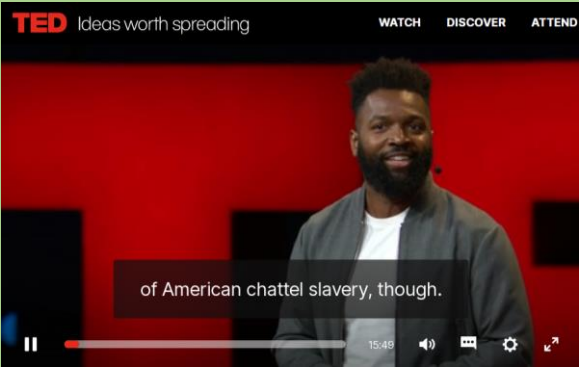 TED Ideas worth spreading WATCH DISCOVER ATTEND
of American chattel slavery, though.
15:49